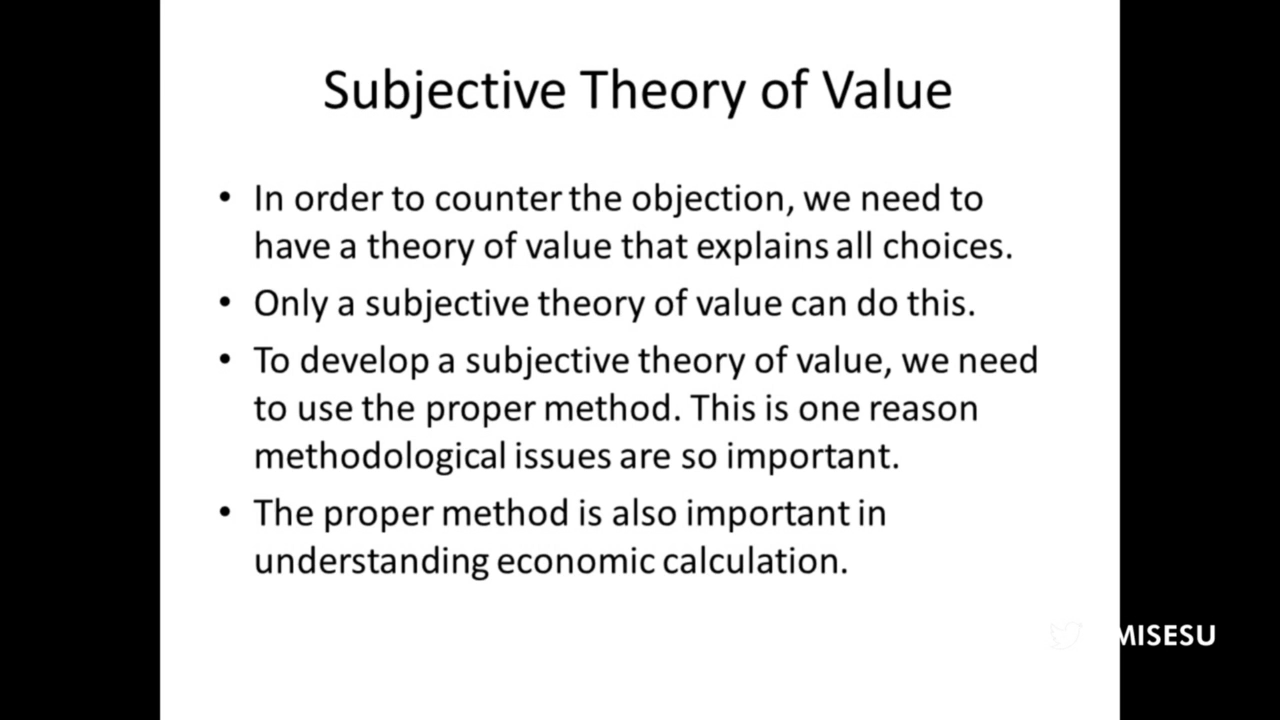 Subjective Theory of Value
• In order to counter the objection, we need to
have a theory of value that explains all choices.
• Only a subjective theory of value can do this.
• To develop a subjective theory of value, we need
to use the proper method. This is one reason
methodological issues are so important.
• The proper method is also important in
understanding economic calculation.
MISESU